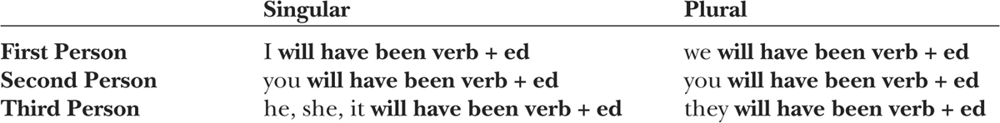 Singular Plural
First Person I will have been verb + ed we will have been verb + ed
Second Person you will have been verb + ed you will have been verb + ed
Third Person he, she, it will have been verb + ed they will have been verb + ed